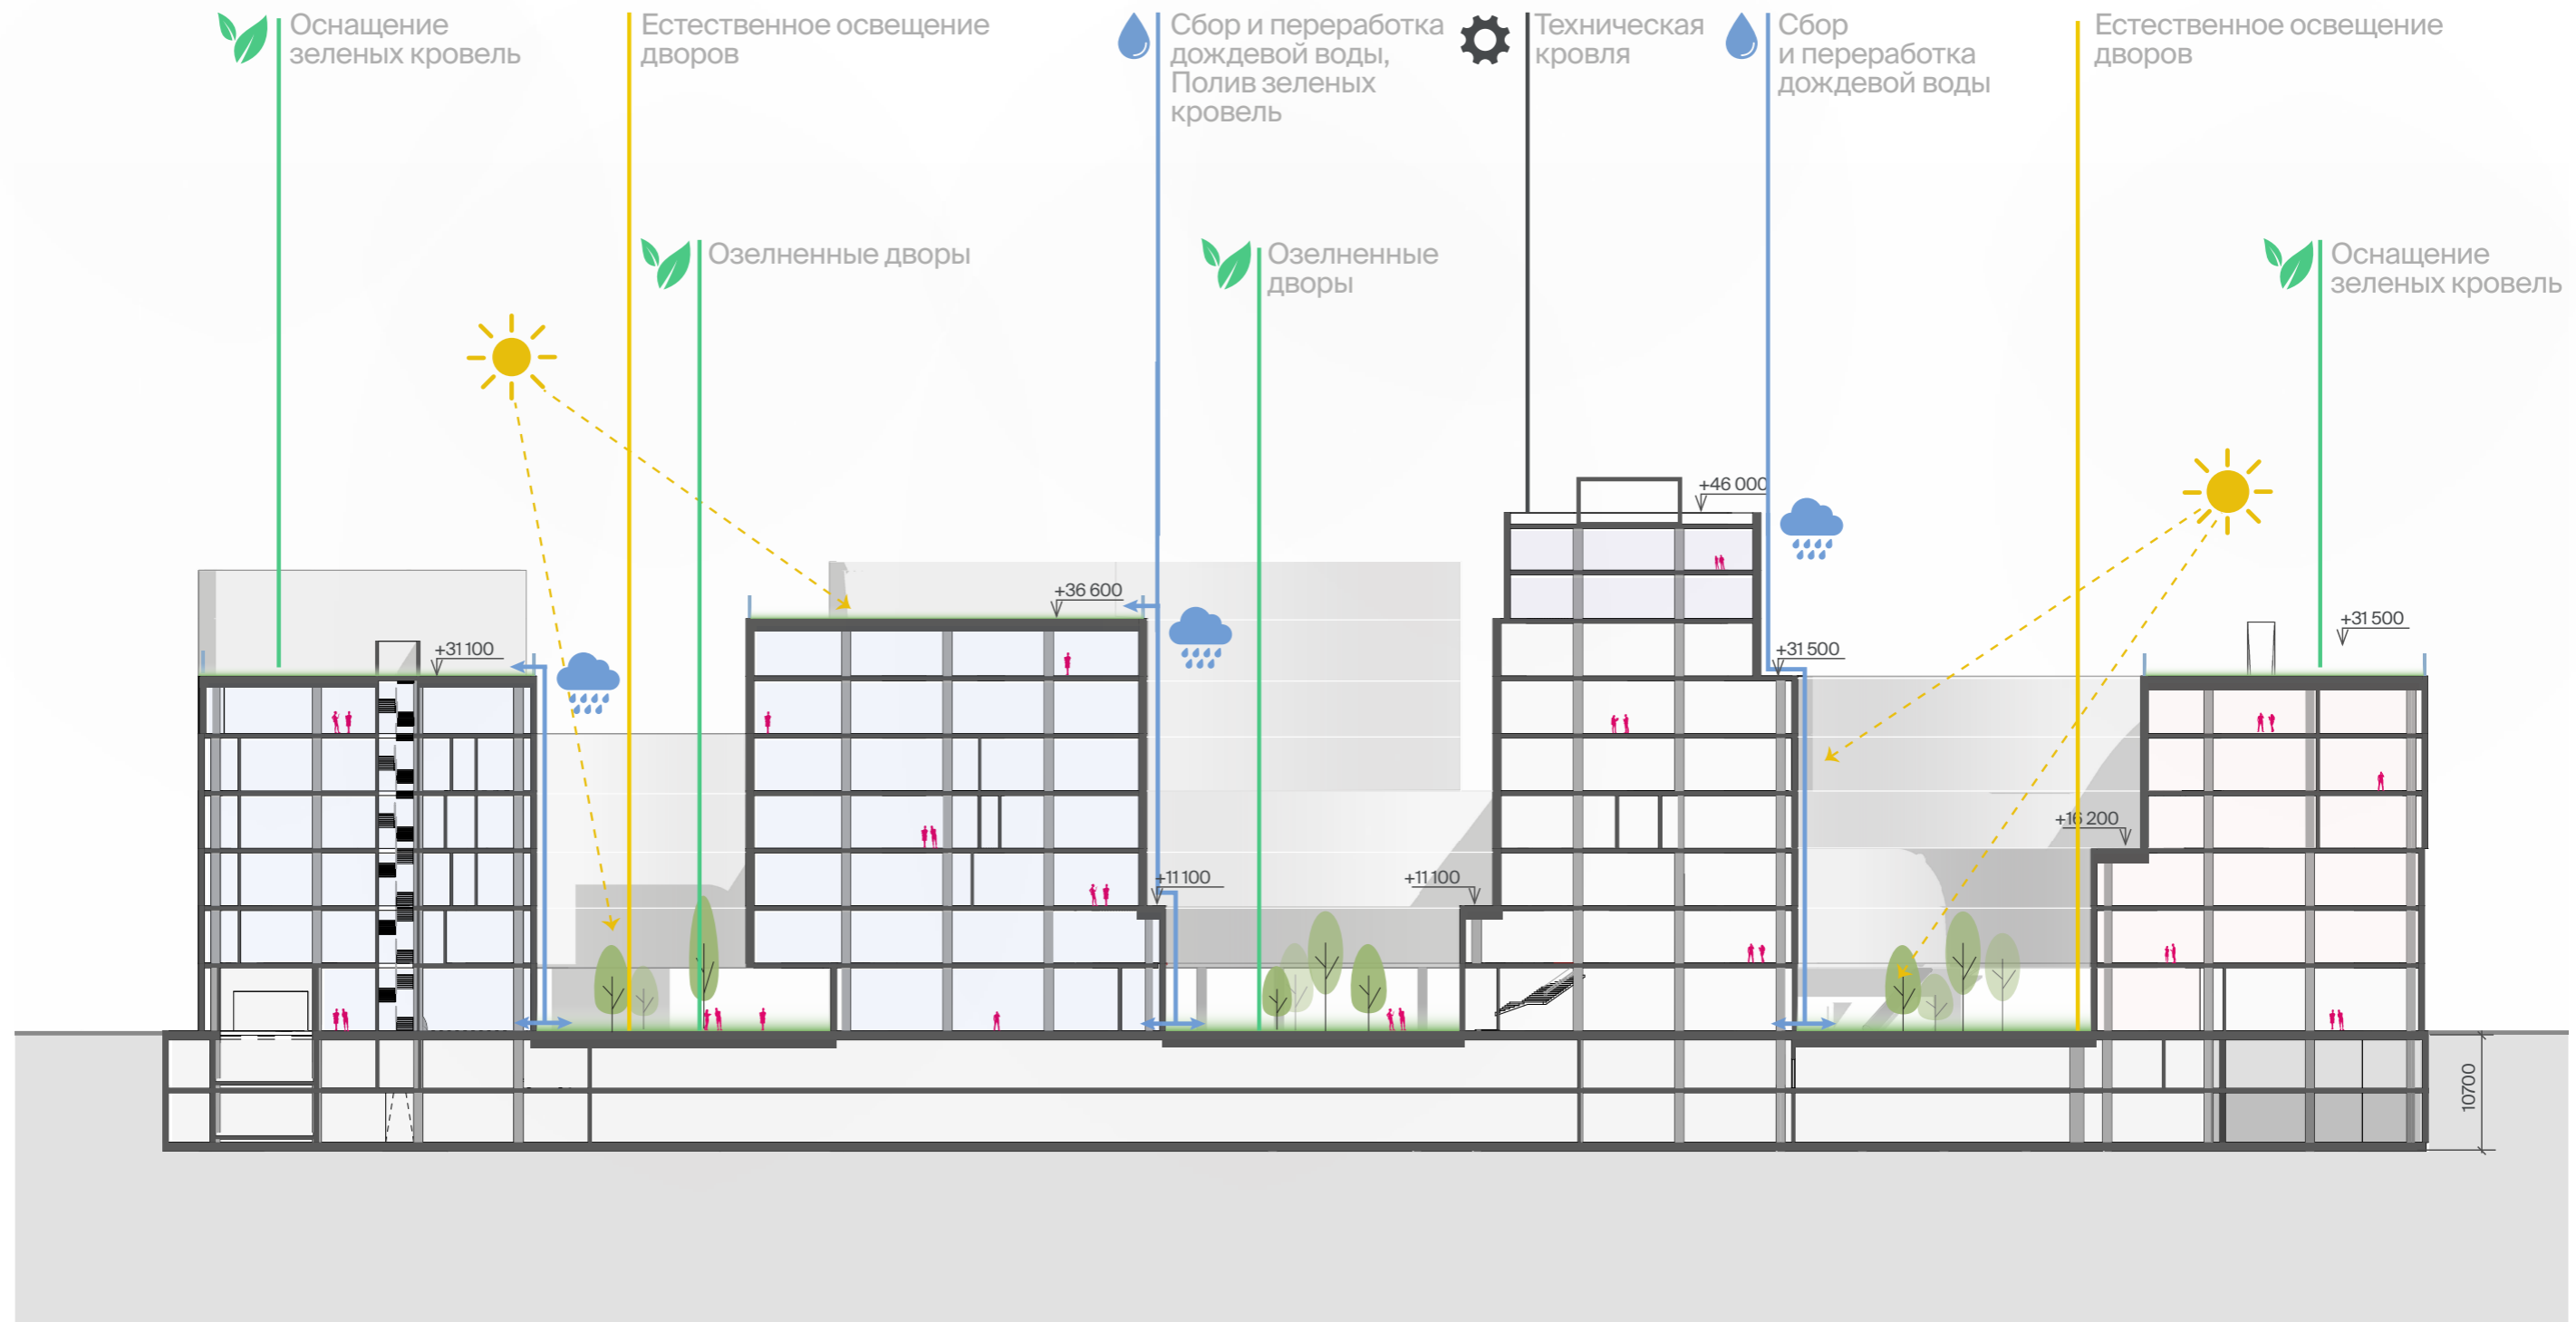 Оснащение
зеленых кровель
Естественное освещение
дворов
Сбор и переработка
дождевой воды,
Полив зеленых
кровель
Техническая
кровля
Сбор
и переработка
дождевой воды
Естественное освещение
дворов
Озелненные дворы
Озелненные
дворы
Оснащение
зеленых кровель
+46 000
+36 600
+31 500
+31 100
+31 500
+16 200
+11 100
+11 100
10700